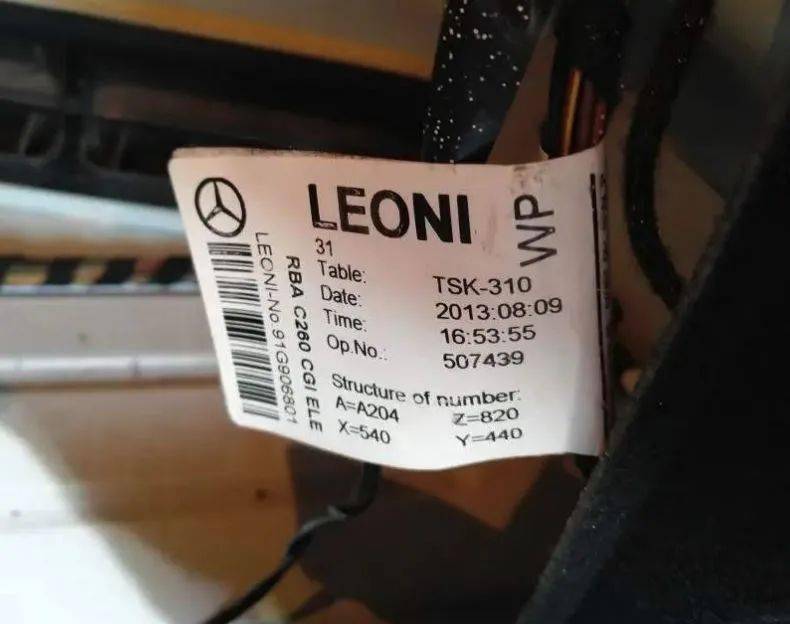 LEONI
WP
31
Table: TSK-310
Date: 2013:08:09
Time: 16:53:55
Op.No.: 507439
Structure of number:
A=A204 Z=820
X=540 Y=440
RBA C260 CGI ELE
LEONI-No:91G906801